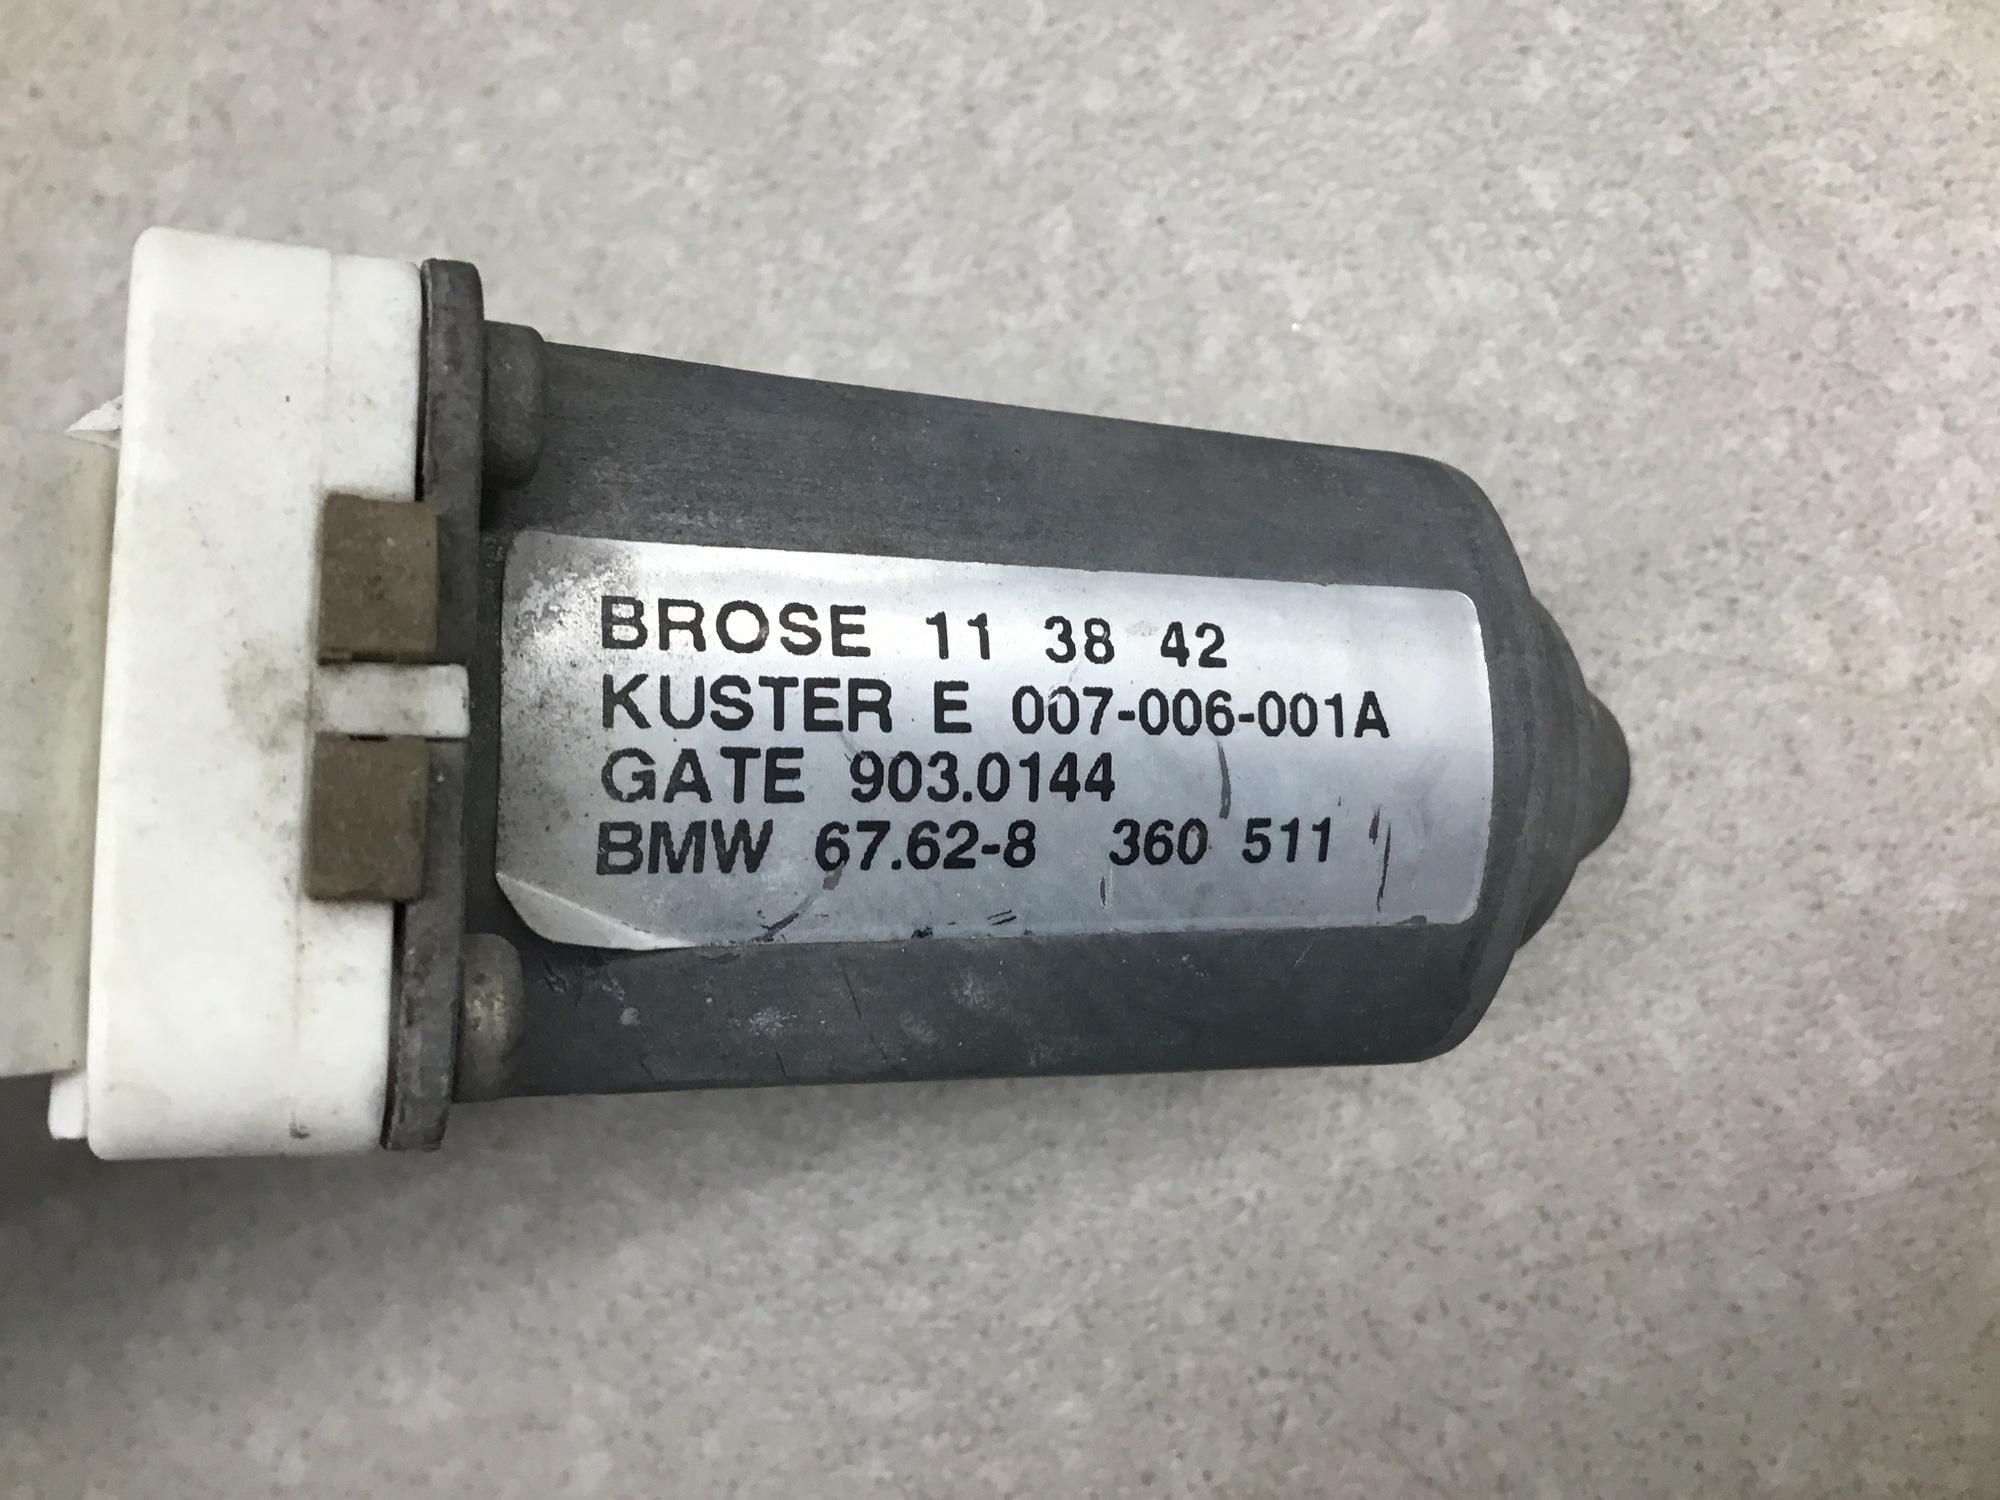 BROSE 11 38 42
KUSTER E 007-006-001A
GATE 903.0144
BMW 67.62-8 360 511